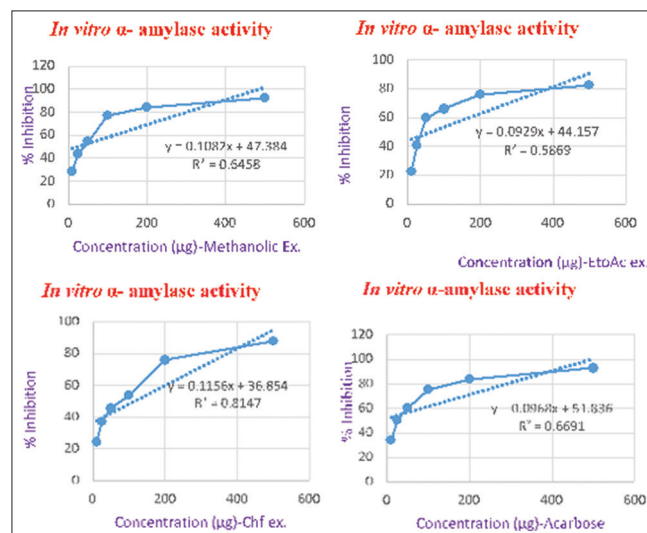 In vitro α- amylase activity
120
100
80
60
40
20
0
% Inhibition
y = 0.1082x + 47.384
R² = 0.6458
0
200
400
600
Concentration (µg)-Methanolic Ex.
In vitro α- amylase activity
100
80
60
40
20
0
% Inhibition
y = 0.0929x + 44.157
R² = 0.5869
0
200
400
600
Concentration (µg)-EtoAc ex.
In vitro α- amylase activity
100
80
60
40
20
0
% Inhibition
y = 0.1156x + 36.854
R² = 0.8147
0
200
400
600
Concentration (µg)-Chf ex.
In vitro α-amylase activity
120
100
80
60
40
20
0
% Inhibition
y = 0.0968x + 51.836
R² = 0.6691
0
200
400
600
Concentration (µg)-Acarbose